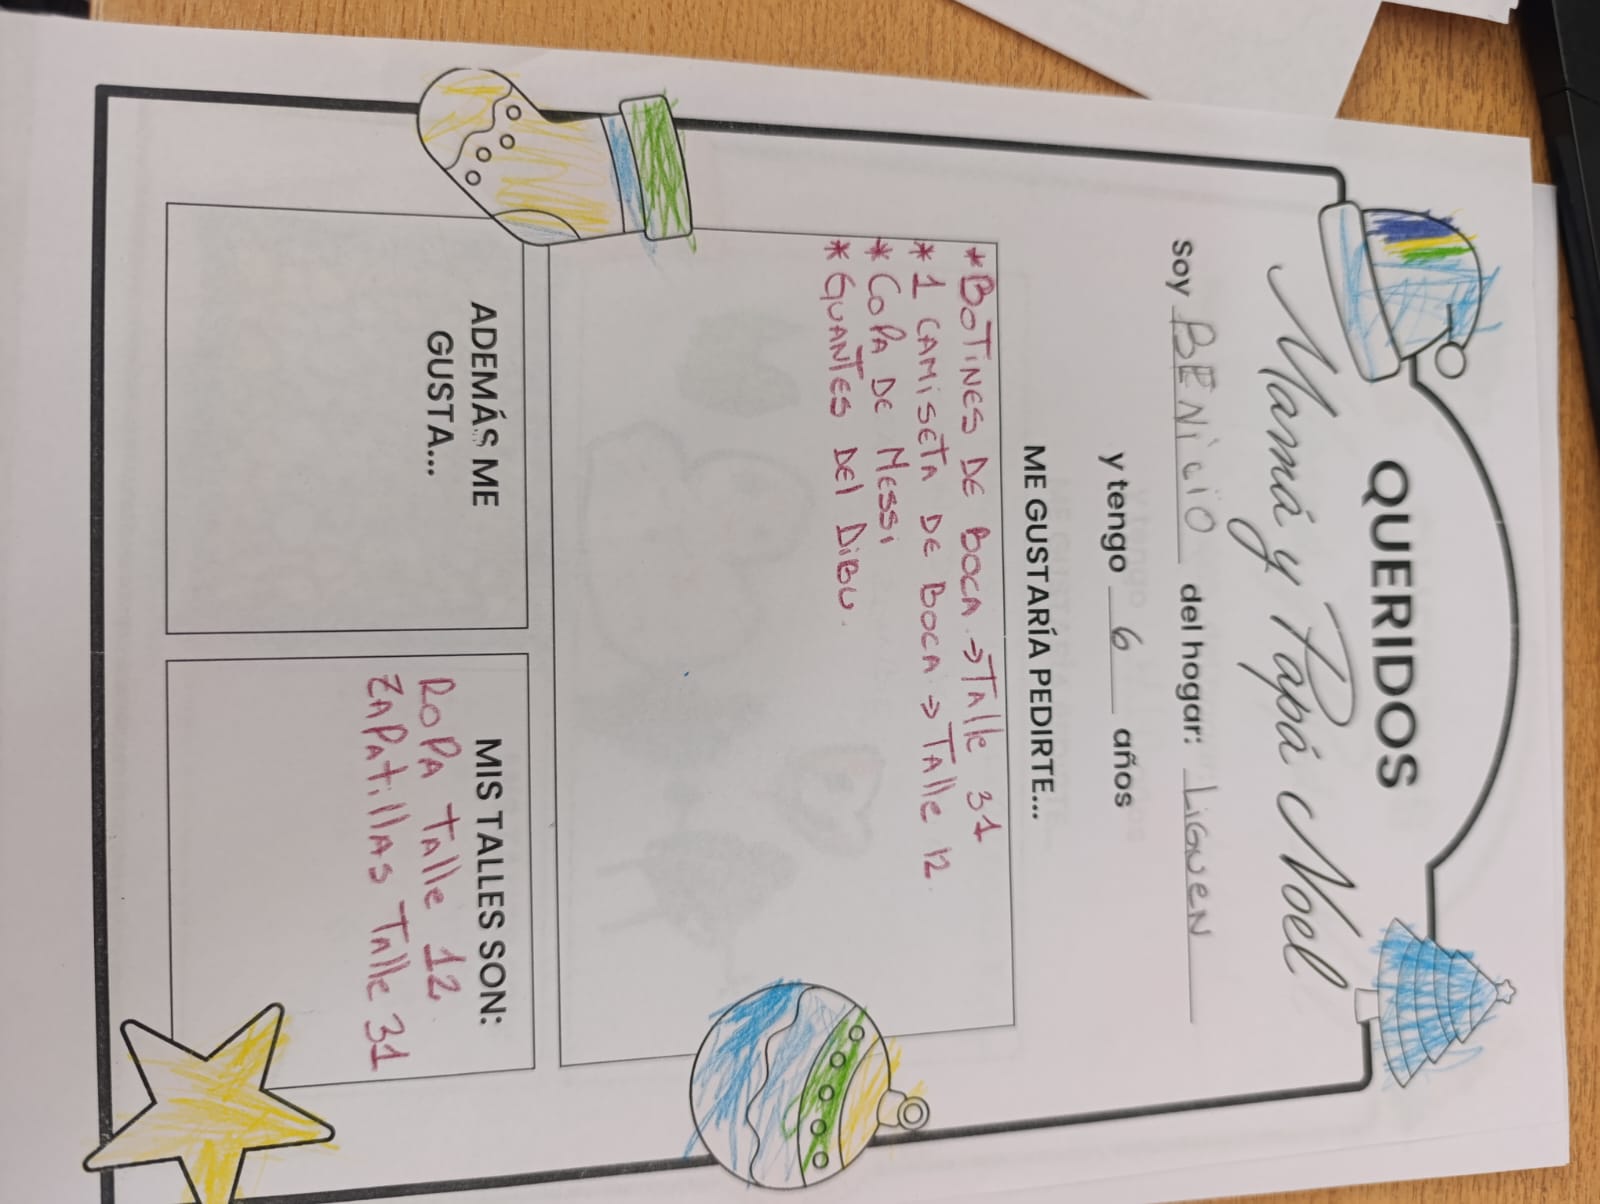 QUERIDOS
Mamá y Papá Noel
Soy BENiciO del hogar: LiGUEN
y tengo 6 años
ME GUSTARÍA PEDIRTE...
* BOTINES DE BOCA → TAlle 31
* 1 CAMISETA DE BOCA → TAlle 12
* COPA DE MESSi
* GUANTES DEl DiBU.
ADEMÁS ME
GUSTA...
MIS TALLES SON:
ROPA TAlle 12
ZAPAtillAS TAlle 31